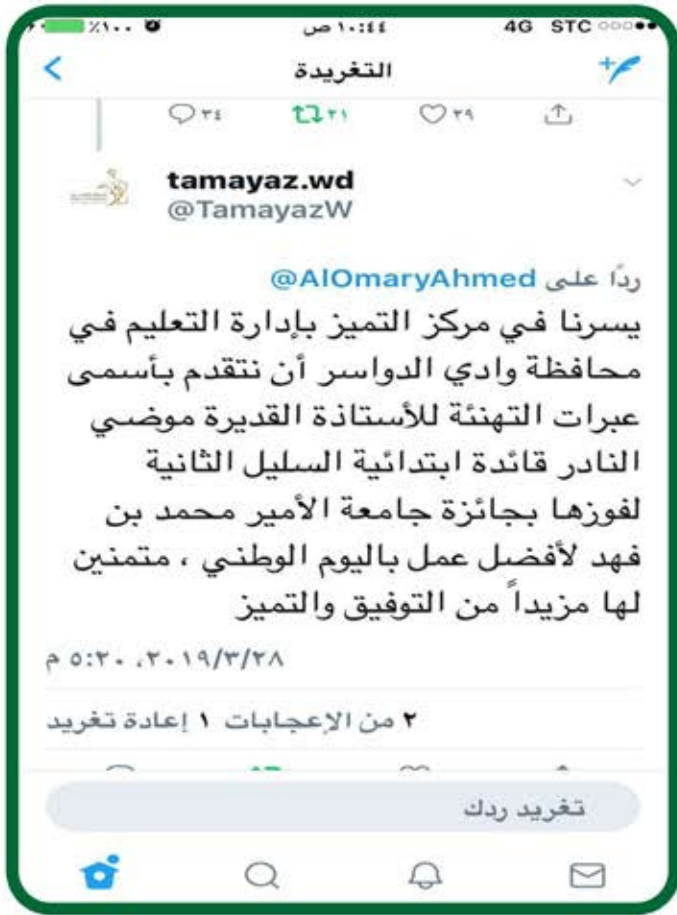 ٪١٠٠ ١٠:٤٤ ص 4G STC
التغريدة
٣٤ ٢١ ٢٩
tamayaz.wd
@TamayazW
ردًا على @AlOmaryAhmed
يسرنا في مركز التميز بإدارة التعليم في
محافظة وادي الدواسر أن نتقدم بأسمى
عبرات التهنئة للأستاذة القديرة موضي
النادر قائدة ابتدائية السليل الثانية
لفوزها بجائزة جامعة الأمير محمد بن
فهد لأفضل عمل باليوم الوطني ، متمنين
لها مزيداً من التوفيق والتميز
٢٠١٩/٣/٢٨، ٥:٢٠ م
٢ من الإعجابات ١ إعادة تغريد
تغريد ردك